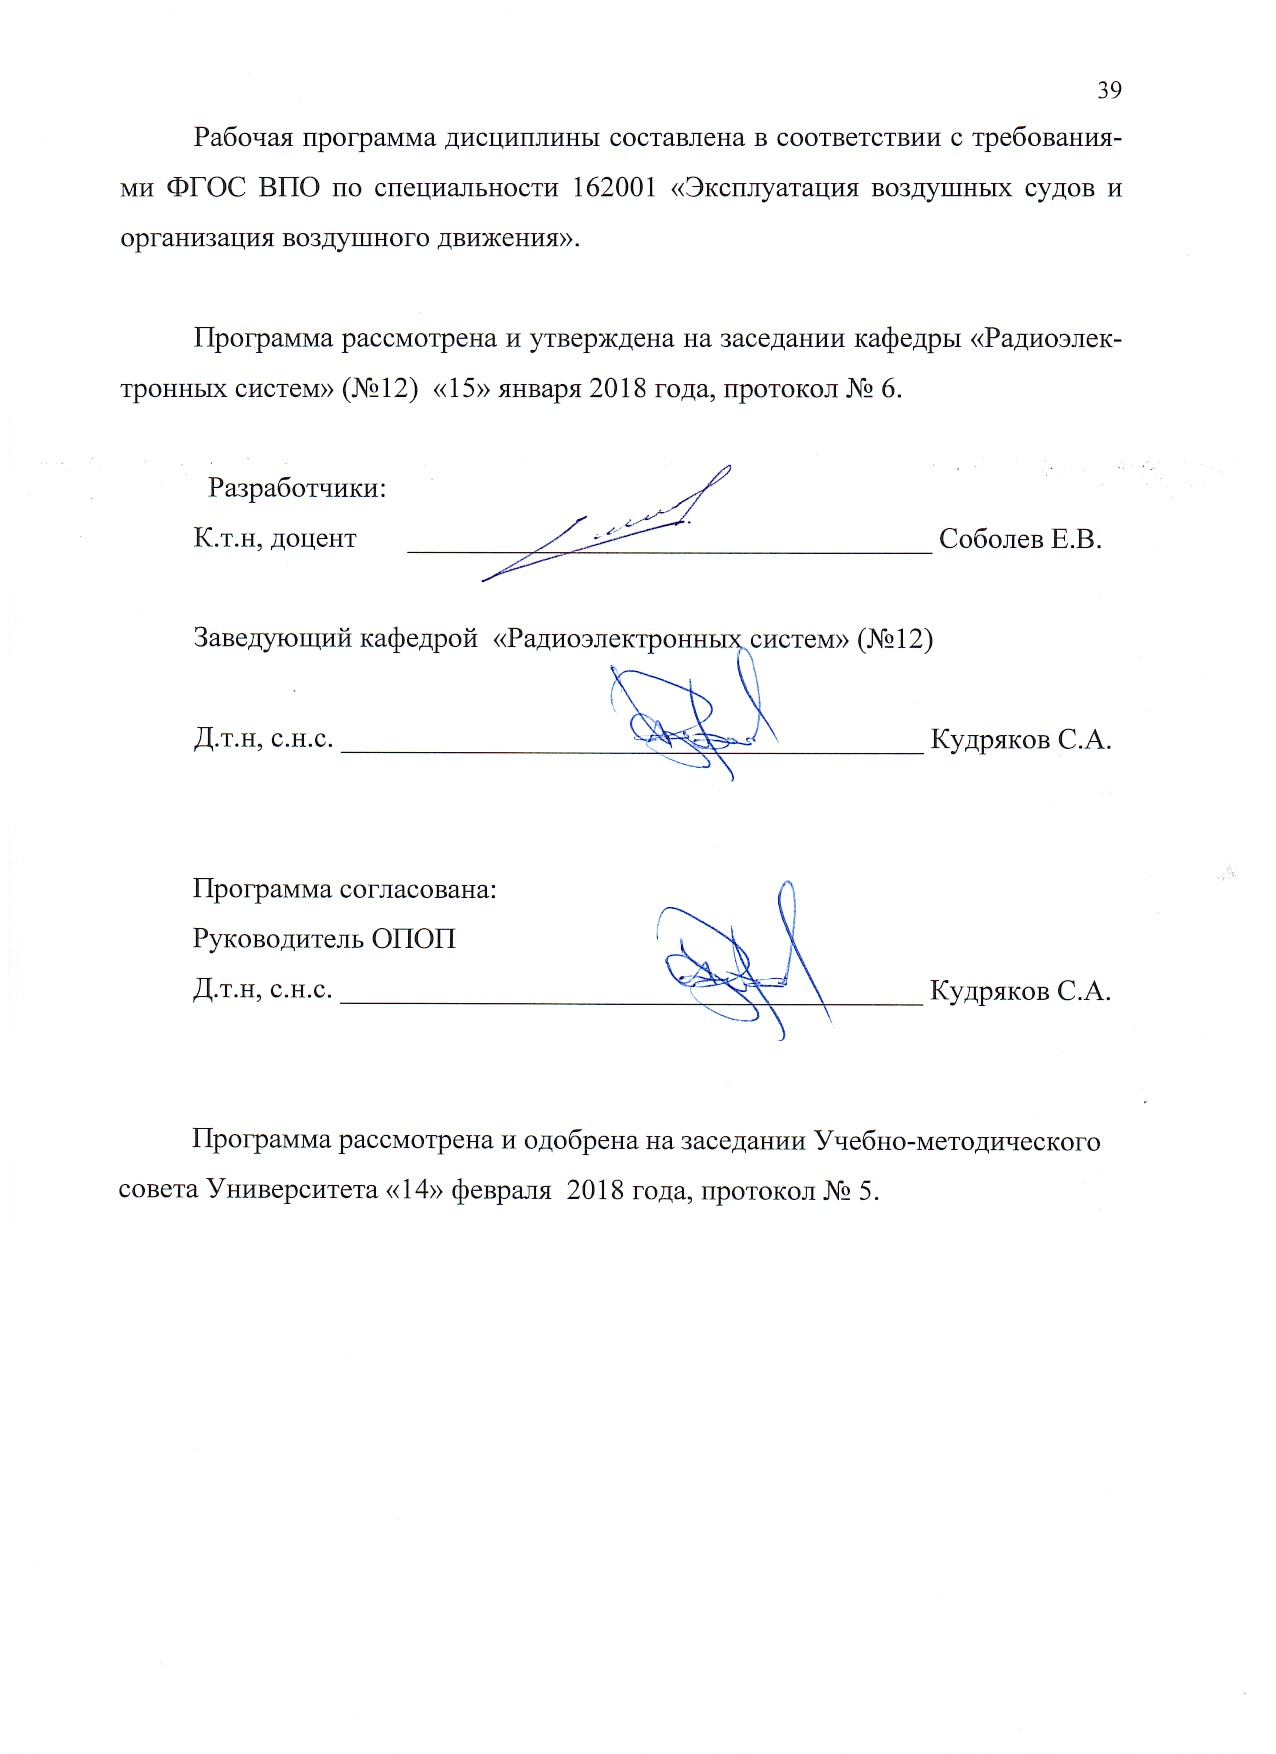 39
Рабочая программа дисциплины составлена в соответствии с требования-
ми ФГОС ВПО по специальности 162001 «Эксплуатация воздушных судов и
организация воздушного движения».
Программа рассмотрена и утверждена на заседании кафедры «Радиоэлек-
тронных систем» (№12) «15» января 2018 года, протокол № 6.
Разработчики:
К.т.н, доцент Соболев Е.В.
Заведующий кафедрой «Радиоэлектронных систем» (№12)
Д.т.н, с.н.с. Кудряков С.А.
Программа согласована:
Руководитель ОПОП
Д.т.н, с.н.с. Кудряков С.А.
Программа рассмотрена и одобрена на заседании Учебно-методического
совета Университета «14» февраля 2018 года, протокол № 5.